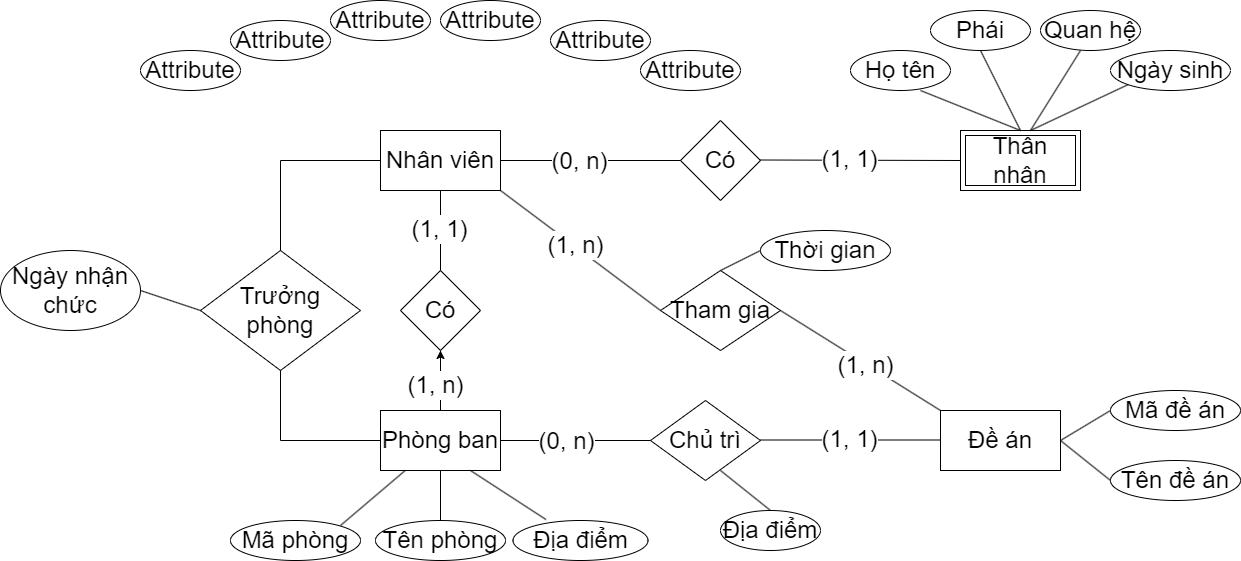 Attribute
Attribute
Attribute
Attribute
Attribute
Attribute
Họ tên
Phái
Quan hệ
Ngày sinh
Nhân viên
(0, n)
Có
(1, 1)
Thân
nhân
(1, 1)
(1, n)
Thời gian
Ngày nhận
chức
Trưởng
phòng
Có
Tham gia
(1, n)
(1, n)
Phòng ban
(0, n)
Chủ trì
(1, 1)
Đề án
Mã đề án
Tên đề án
Mã phòng
Tên phòng
Địa điểm
Địa điểm